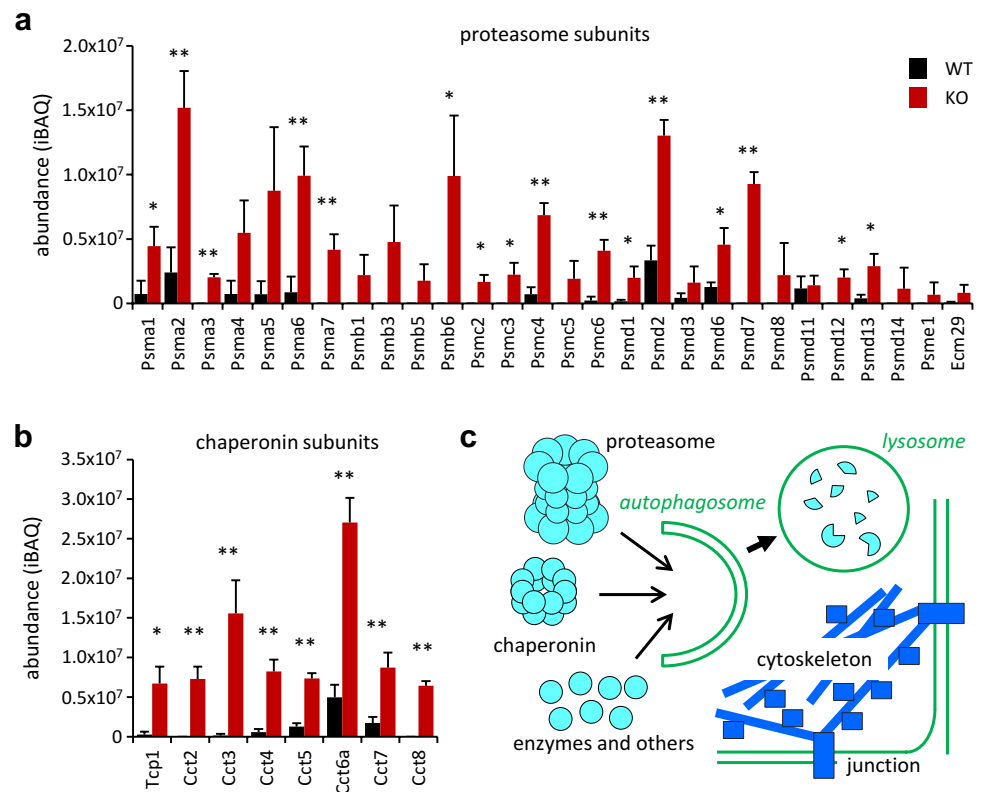 a
proteasome subunits
WT
KO
abundance (iBAQ)
2.0x10⁷
1.5x10⁷
1.0x10⁷
0.5x10⁷
0
* ** * ** ** ** * * * ** ** * ** * ** * *
Psma1 Psma2 Psma3 Psma4 Psma5 Psma6 Psma7 Psmb1 Psmb3 Psmb5 Psmb6 Psmc2 Psmc3 Psmc4 Psmc5 Psmc6 Psmd1 Psmd2 Psmd3 Psmd6 Psmd7 Psmd8 Psmd11 Psmd12 Psmd13 Psmd14 Psme1 Ecm29
b
chaperonin subunits
abundance (iBAQ)
3.5x10⁷
3.0x10⁷
2.5x10⁷
2.0x10⁷
1.5x10⁷
1.0x10⁷
0.5x10⁷
0
* ** ** ** ** ** ** **
Tcp1 Cct2 Cct3 Cct4 Cct5 Cct6a Cct7 Cct8
c
proteasome
lysosome
autophagosome
chaperonin
cytoskeleton
enzymes and others
junction